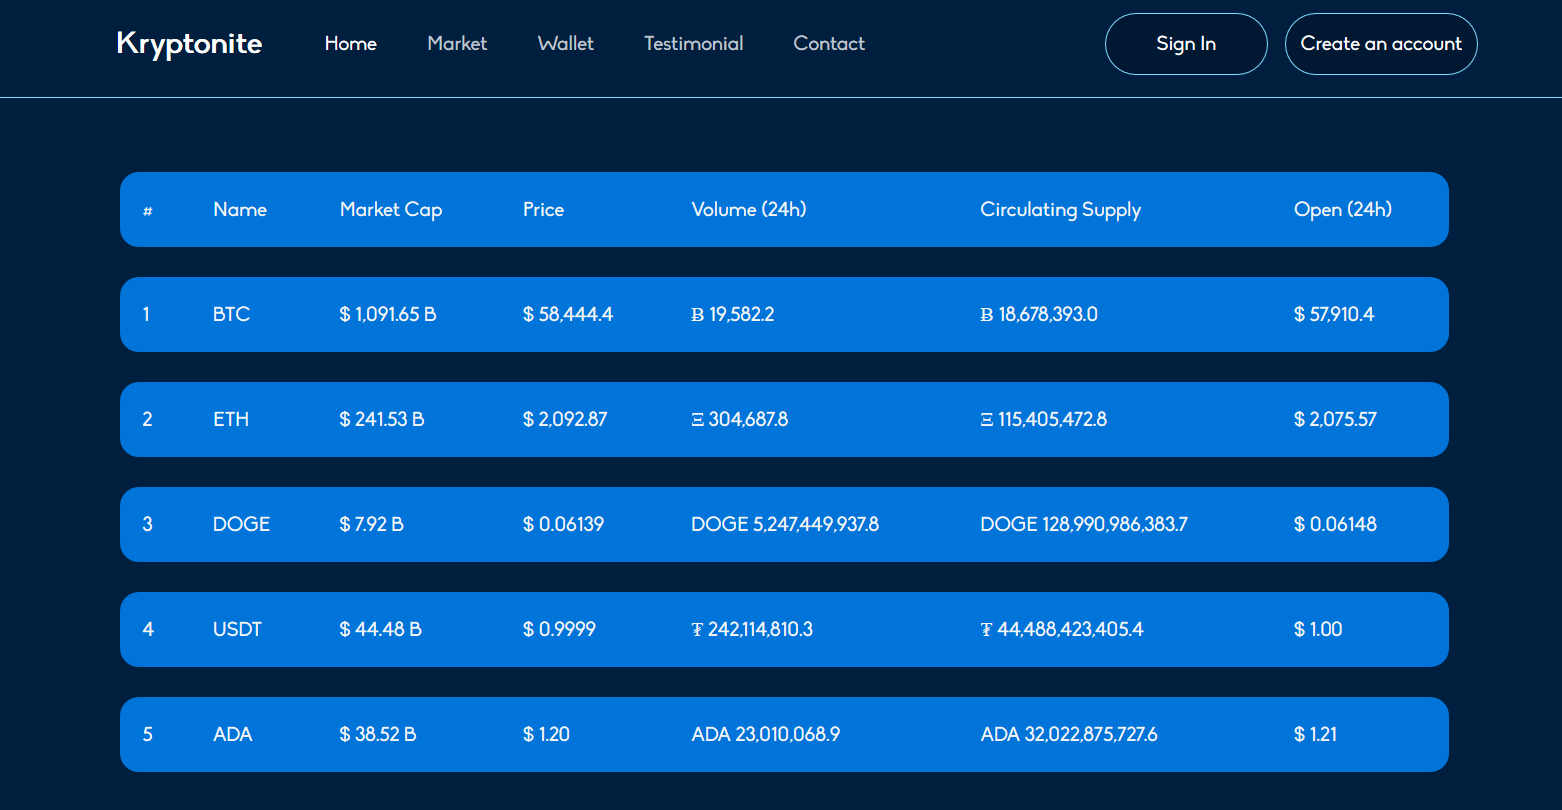 Kryptonite Home Market Wallet Testimonial Contact Sign In Create an account
# Name Market Cap Price Volume (24h) Circulating Supply Open (24h)
1 BTC $ 1,091.65 B $ 58,444.4 Ƀ 19,582.2 Ƀ 18,678,393.0 $ 57,910.4
2 ETH $ 241.53 B $ 2,092.87 Ξ 304,687.8 Ξ 115,405,472.8 $ 2,075.57
3 DOGE $ 7.92 B $ 0.06139 DOGE 5,247,449,937.8 DOGE 128,990,986,383.7 $ 0.06148
4 USDT $ 44.48 B $ 0.9999 ₮ 242,114,810.3 ₮ 44,488,423,405.4 $ 1.00
5 ADA $ 38.52 B $ 1.20 ADA 23,010,068.9 ADA 32,022,875,727.6 $ 1.21